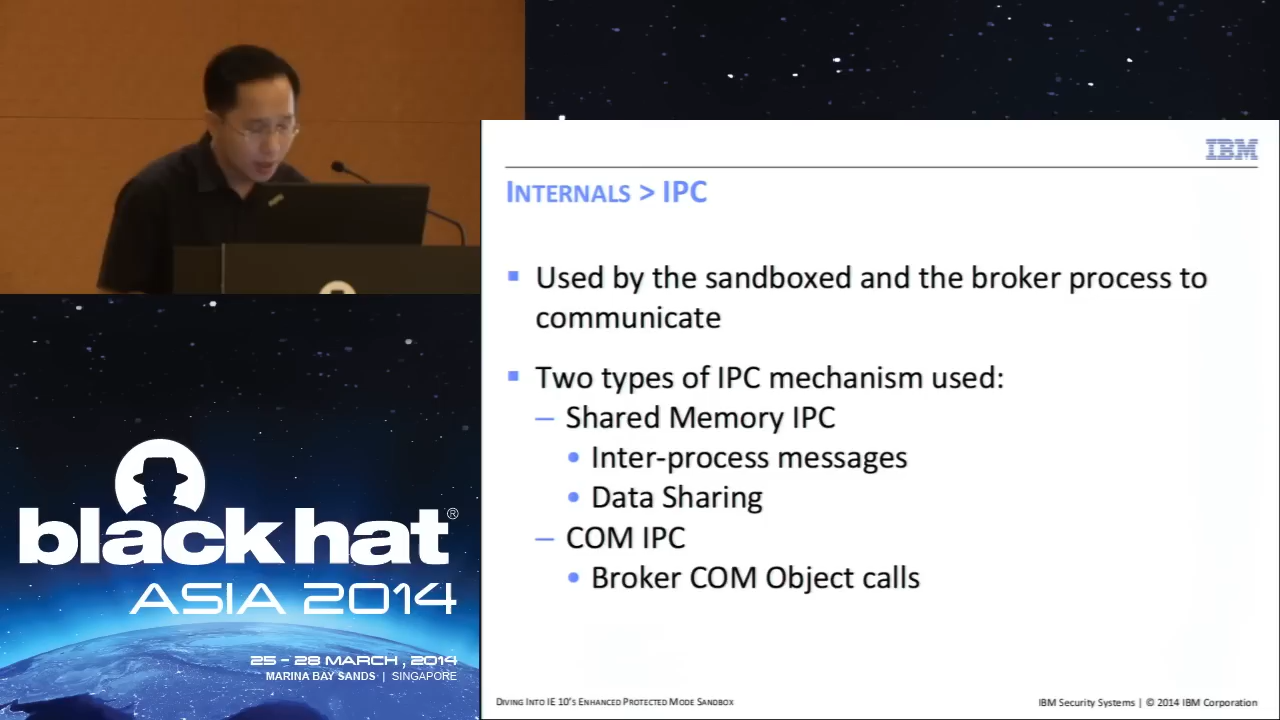 IBM
INTERNALS > IPC
Used by the sandboxed and the broker process to
communicate
Two types of IPC mechanism used:
– Shared Memory IPC
Inter-process messages
Data Sharing
– COM IPC
Broker COM Object calls
DIVING INTO IE 10'S ENHANCED PROTECTED MODE SANDBOX
IBM Security Systems | © 2014 IBM Corporation
blackhat®
ASIA 2014
25 - 28 MARCH, 2014
MARINA BAY SANDS | SINGAPORE